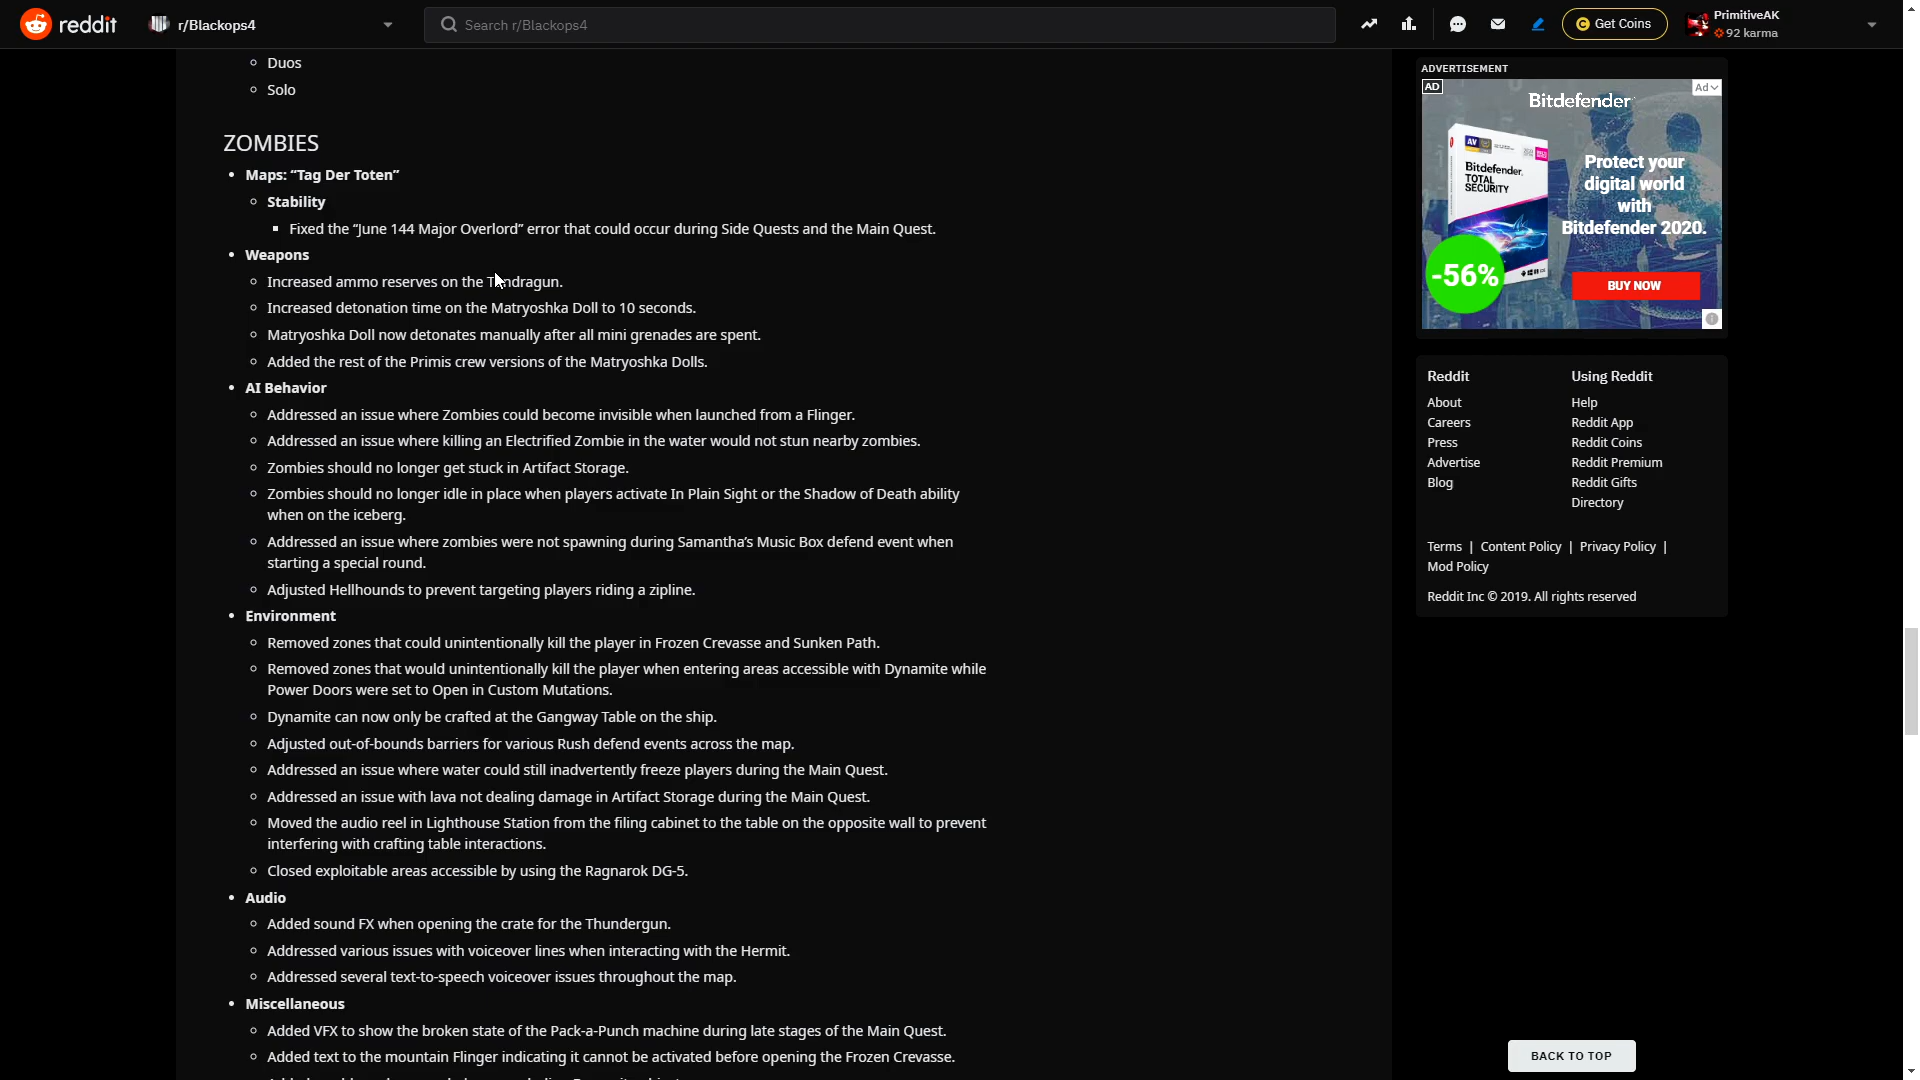 reddit
r/Blackops4
Search r/Blackops4
Get Coins
PrimitiveAK
92 karma
Duos
Solo
ZOMBIES
Maps: “Tag Der Toten”
Stability
Fixed the “June 144 Major Overlord” error that could occur during Side Quests and the Main Quest.
Weapons
Increased ammo reserves on the Tundragun.
Increased detonation time on the Matryoshka Doll to 10 seconds.
Matryoshka Doll now detonates manually after all mini grenades are spent.
Added the rest of the Primis crew versions of the Matryoshka Dolls.
AI Behavior
Addressed an issue where Zombies could become invisible when launched from a Flinger.
Addressed an issue where killing an Electrified Zombie in the water would not stun nearby zombies.
Zombies should no longer get stuck in Artifact Storage.
Zombies should no longer idle in place when players activate In Plain Sight or the Shadow of Death ability
when on the iceberg.
Addressed an issue where zombies were not spawning during Samantha’s Music Box defend event when
starting a special round.
Adjusted Hellhounds to prevent targeting players riding a zipline.
Environment
Removed zones that could unintentionally kill the player in Frozen Crevasse and Sunken Path.
Removed zones that would unintentionally kill the player when entering areas accessible with Dynamite while
Power Doors were set to Open in Custom Mutations.
Dynamite can now only be crafted at the Gangway Table on the ship.
Adjusted out-of-bounds barriers for various Rush defend events across the map.
Addressed an issue where water could still inadvertently freeze players during the Main Quest.
Addressed an issue with lava not dealing damage in Artifact Storage during the Main Quest.
Moved the audio reel in Lighthouse Station from the filing cabinet to the table on the opposite wall to prevent
interfering with crafting table interactions.
Closed exploitable areas accessible by using the Ragnarok DG-5.
Audio
Added sound FX when opening the crate for the Thundergun.
Addressed various issues with voiceover lines when interacting with the Hermit.
Addressed several text-to-speech voiceover issues throughout the map.
Miscellaneous
Added VFX to show the broken state of the Pack-a-Punch machine during late stages of the Main Quest.
Added text to the mountain Flinger indicating it cannot be activated before opening the Frozen Crevasse.
ADVERTISEMENT
AD
Ad
Bitdefender
Bitdefender
TOTAL
SECURITY
Protect your
digital world
with
Bitdefender 2020.
-56%
BUY NOW
Reddit
Using Reddit
About
Help
Careers
Reddit App
Press
Reddit Coins
Advertise
Reddit Premium
Blog
Reddit Gifts
Directory
Terms | Content Policy | Privacy Policy |
Mod Policy
Reddit Inc © 2019. All rights reserved
BACK TO TOP